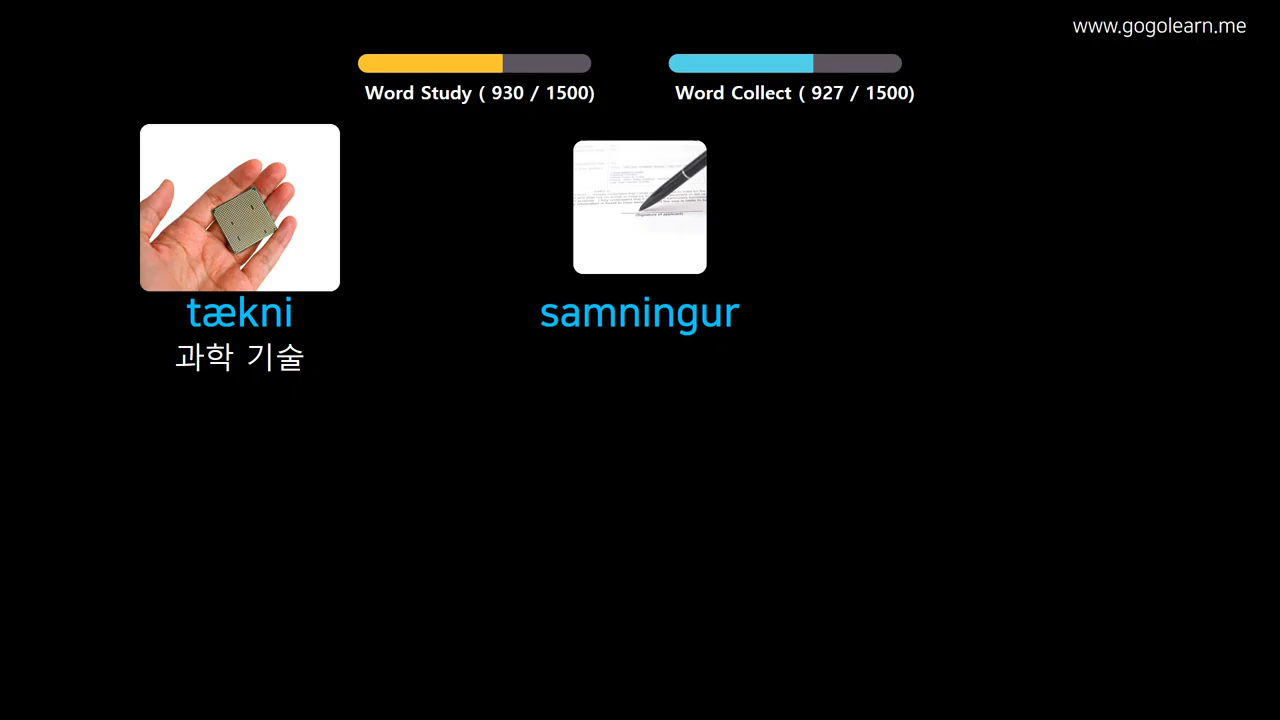 www.gogolearn.me
Word Study ( 930 / 1500)
Word Collect ( 927 / 1500)
tækni
과학 기술
samningur